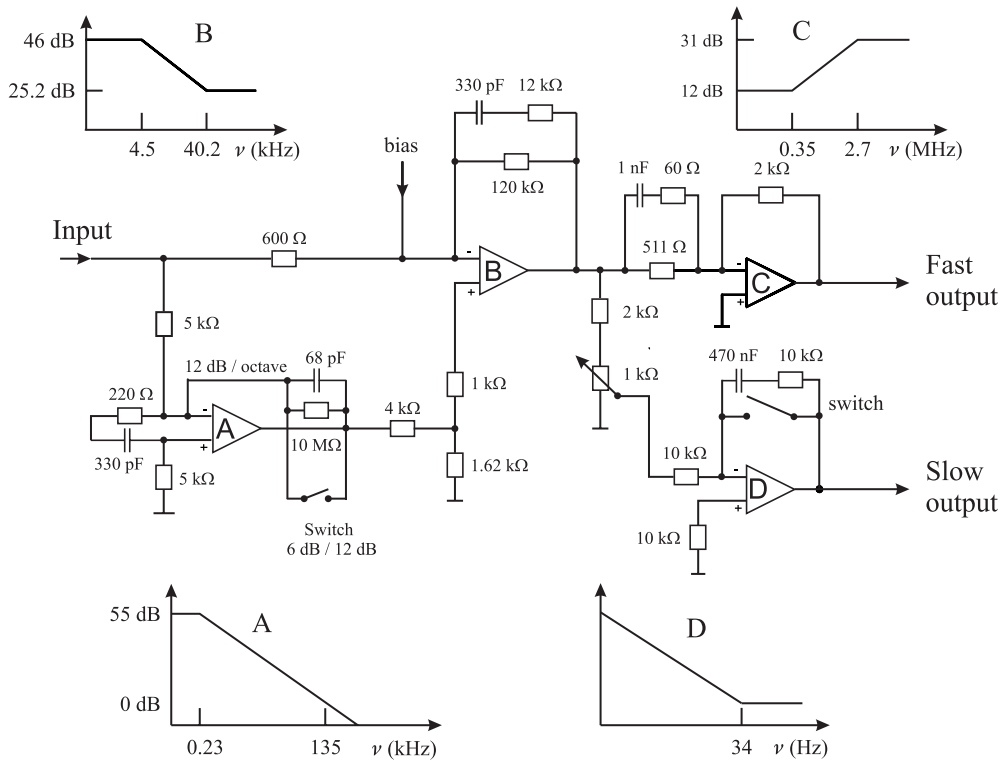 B
46 dB
25.2 dB
4.5 40.2 ν (kHz)
C
31 dB
12 dB
0.35 2.7 ν (MHz)
330 pF 12 kΩ
120 kΩ
bias
1 nF 60 Ω
2 kΩ
511 Ω
Input
600 Ω
- B +
- C +
Fast
output
5 kΩ
2 kΩ
1 kΩ
12 dB / octave
68 pF
220 Ω
- A +
10 MΩ
330 pF
5 kΩ
4 kΩ
1 kΩ
1.62 kΩ
Switch
6 dB / 12 dB
470 nF 10 kΩ
switch
10 kΩ
- D +
10 kΩ
Slow
output
A
55 dB
0 dB
0.23 135 ν (kHz)
D
34 ν (Hz)